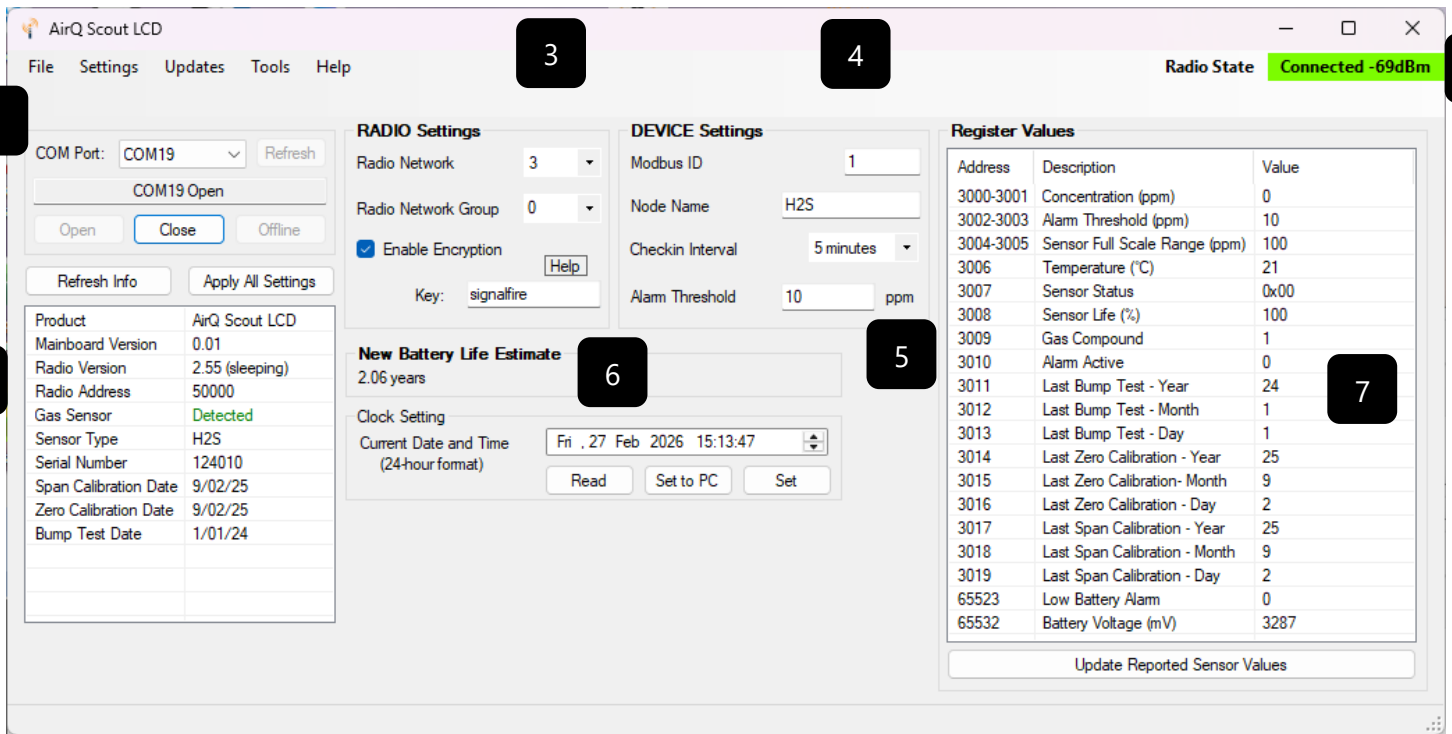 AirQ Scout LCD
File Settings Updates Tools Help
3
4
Radio State Connected -69dBm
COM Port: COM19 Refresh
COM19 Open
Open Close Offline
Refresh Info Apply All Settings
Product AirQ Scout LCD
Mainboard Version 0.01
Radio Version 2.55 (sleeping)
Radio Address 50000
Gas Sensor Detected
Sensor Type H2S
Serial Number 124010
Span Calibration Date 9/02/25
Zero Calibration Date 9/02/25
Bump Test Date 1/01/24
RADIO Settings
Radio Network 3
Radio Network Group 0
Enable Encryption
Help
Key: signalfire
DEVICE Settings
Modbus ID 1
Node Name H2S
Checkin Interval 5 minutes
Alarm Threshold 10 ppm
5
New Battery Life Estimate
2.06 years
6
Clock Setting
Current Date and Time
(24-hour format)
Fri , 27 Feb 2026 15:13:47
Read Set to PC Set
Register Values
Address Description Value
3000-3001 Concentration (ppm) 0
3002-3003 Alarm Threshold (ppm) 10
3004-3005 Sensor Full Scale Range (ppm) 100
3006 Temperature (°C) 21
3007 Sensor Status 0x00
3008 Sensor Life (%) 100
3009 Gas Compound 1
3010 Alarm Active 0
3011 Last Bump Test - Year 24
3012 Last Bump Test - Month 1
3013 Last Bump Test - Day 1
3014 Last Zero Calibration - Year 25
3015 Last Zero Calibration- Month 9
3016 Last Zero Calibration - Day 2
3017 Last Span Calibration - Year 25
3018 Last Span Calibration - Month 9
3019 Last Span Calibration - Day 2
65523 Low Battery Alarm 0
65532 Battery Voltage (mV) 3287
7
Update Reported Sensor Values